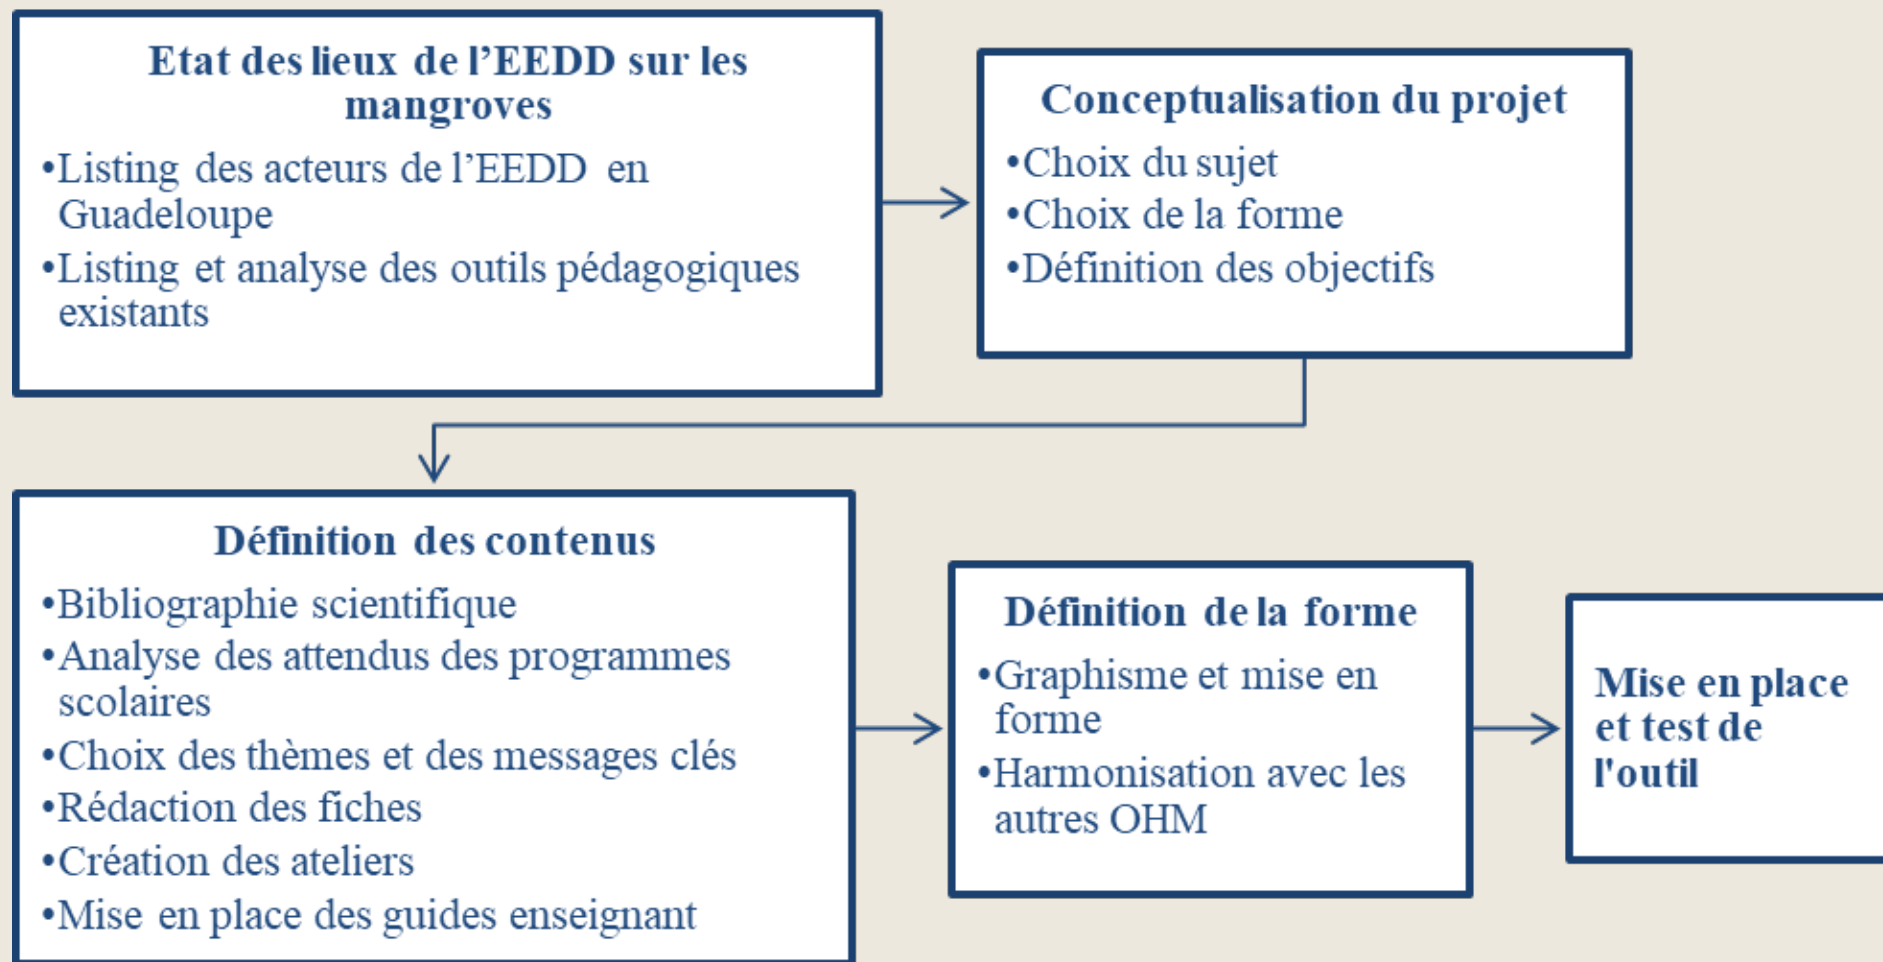 Etat des lieux de l’EEDD sur les
mangroves
•Listing des acteurs de l’EEDD en
Guadeloupe
•Listing et analyse des outils pédagogiques
existants
Conceptualisation du projet
•Choix du sujet
•Choix de la forme
•Définition des objectifs
Définition des contenus
•Bibliographie scientifique
•Analyse des attendus des programmes
scolaires
•Choix des thèmes et des messages clés
•Rédaction des fiches
•Création des ateliers
•Mise en place des guides enseignant
Définition de la forme
•Graphisme et mise en
forme
•Harmonisation avec les
autres OHM
Mise en place
et test de
l'outil